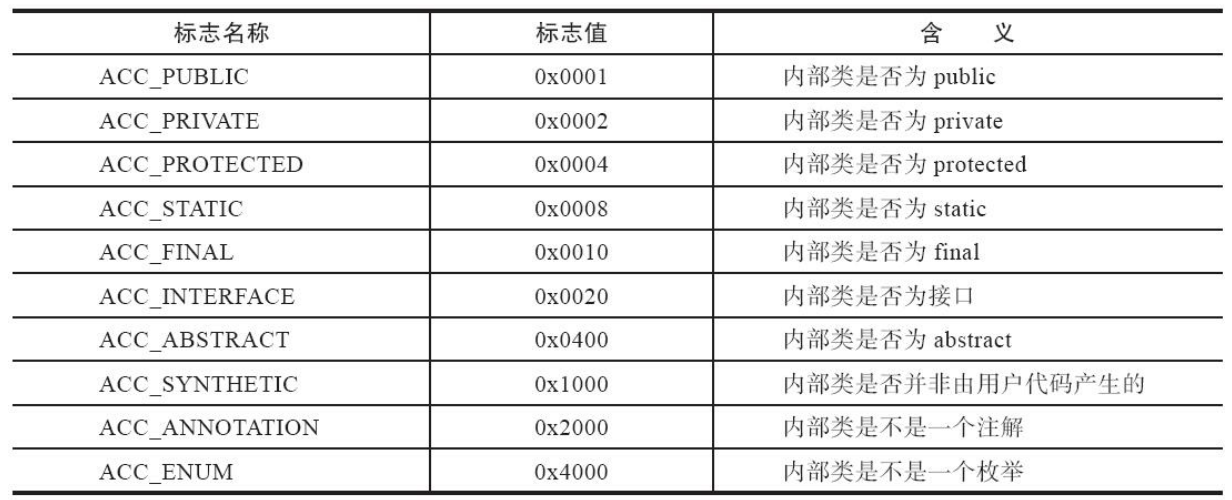 标志名称 标志值 含 义
ACC_PUBLIC 0x0001 内部类是否为 public
ACC_PRIVATE 0x0002 内部类是否为 private
ACC_PROTECTED 0x0004 内部类是否为 protected
ACC_STATIC 0x0008 内部类是否为 static
ACC_FINAL 0x0010 内部类是否为 final
ACC_INTERFACE 0x0020 内部类是否为接口
ACC_ABSTRACT 0x0400 内部类是否为 abstract
ACC_SYNTHETIC 0x1000 内部类是否并非由用户代码产生的
ACC_ANNOTATION 0x2000 内部类是不是一个注解
ACC_ENUM 0x4000 内部类是不是一个枚举